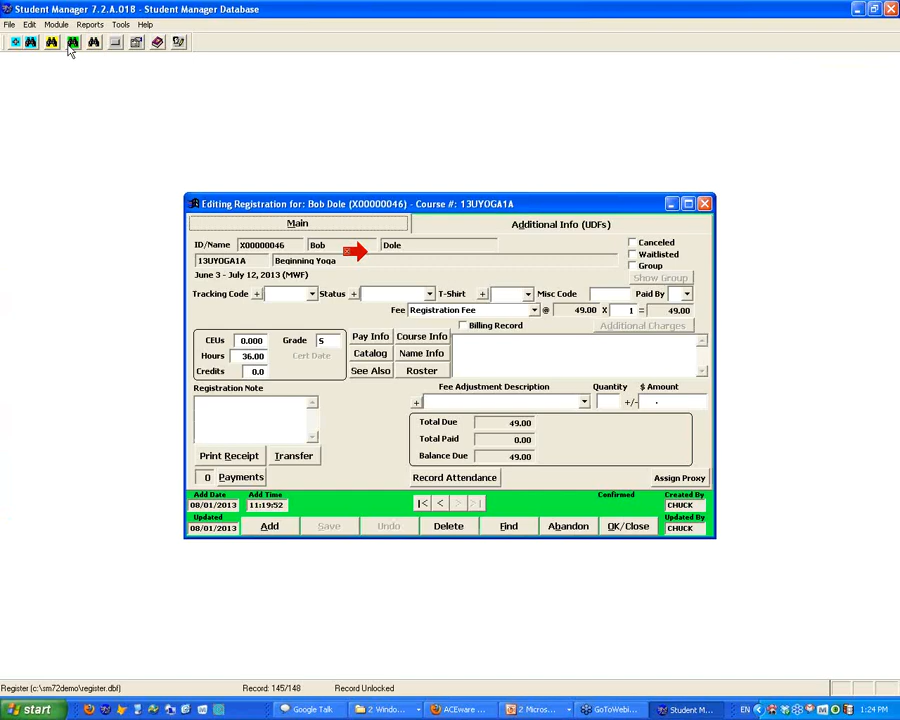 Student Manager 7.2.A.018 - Student Manager Database
File Edit Module Reports Tools Help
Editing Registration for: Bob Dole (X00000046) - Course #: 13UYOGA1A
Main Additional Info (UDFs)
ID/Name X00000046 Bob Dole Canceled
13UYOGA1A Beginning Yoga Waitlisted
Group
June 3 - July 12, 2013 (MWF) Show Group
Tracking Code + Status + T-Shirt + Misc Code Paid By
Fee Registration Fee @ 49.00 X 1 = 49.00
Billing Record Additional Charges
CEUs 0.000 Grade S Pay Info Course Info
Hours 36.00 Cert Date Catalog Name Info
Credits 0.0 See Also Roster
Registration Note Fee Adjustment Description Quantity $ Amount
+ +/- .
Total Due 49.00
Total Paid 0.00
Balance Due 49.00
Print Receipt Transfer
0 Payments Record Attendance Assign Proxy
Add Date Add Time Confirmed Created By
08/01/2013 11:19:52 |< < > >| CHUCK
Updated Updated By
08/01/2013 Add Save Undo Delete Find Abandon OK/Close CHUCK
Register (c:\sm72demo\register.dbf) Record: 145/148 Record Unlocked
start Google Talk 2 Window... ACEware ... 2 Micros... GoToWebi... Student M... EN 1:24 PM